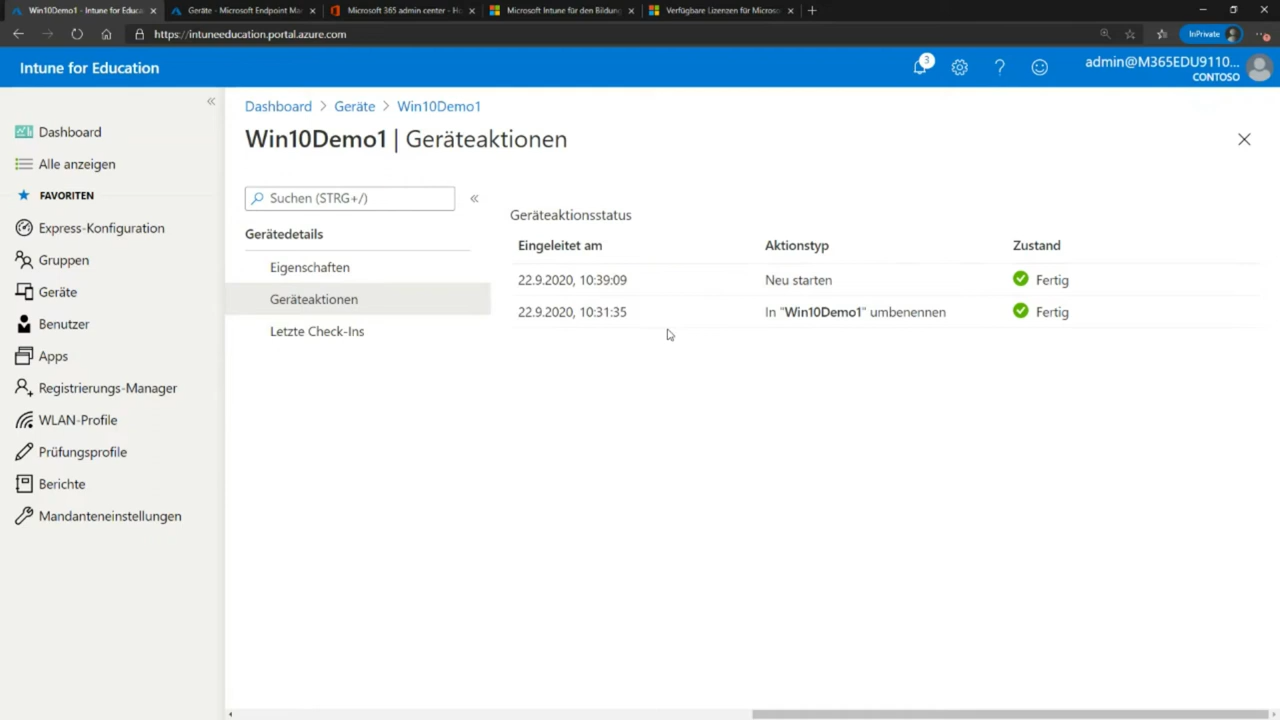 Win10Demo1 - Intune for Educa
Geräte - Microsoft Endpoint Ma
Microsoft 365 admin center - Ho
Microsoft Intune für den Bildung
Verfügbare Lizenzen für Microso
https://intuneeducation.portal.azure.com
InPrivate
Intune for Education
3
admin@M365EDU9110...
CONTOSO
Dashboard
Alle anzeigen
FAVORITEN
Express-Konfiguration
Gruppen
Geräte
Benutzer
Apps
Registrierungs-Manager
WLAN-Profile
Prüfungsprofile
Berichte
Mandanteneinstellungen
Dashboard > Geräte > Win10Demo1
Win10Demo1 | Geräteaktionen
Suchen (STRG+/)
Gerätedetails
Eigenschaften
Geräteaktionen
Letzte Check-Ins
Geräteaktionsstatus
Eingeleitet am Aktionstyp Zustand
22.9.2020, 10:39:09 Neu starten Fertig
22.9.2020, 10:31:35 In "Win10Demo1" umbenennen Fertig